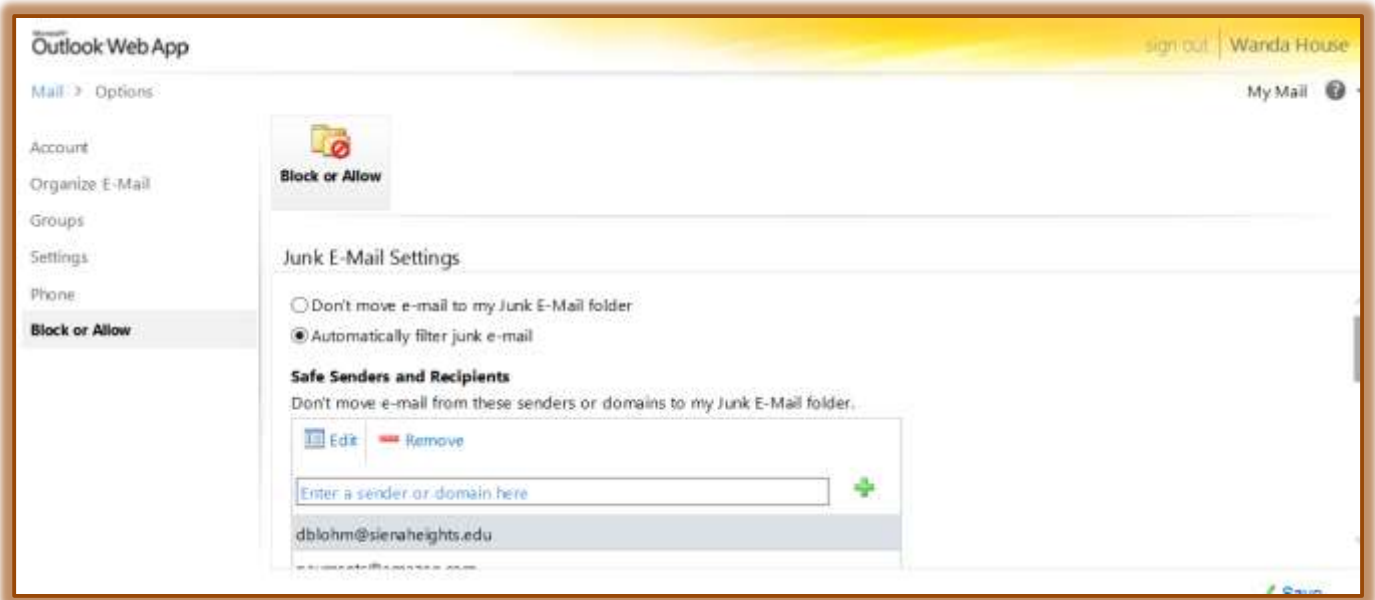 Outlook Web App
sign out Wanda House
Mail > Options
My Mail ?
Account
Organize E-Mail
Groups
Settings
Phone
Block or Allow
Block or Allow
Junk E-Mail Settings
Don't move e-mail to my Junk E-Mail folder
Automatically filter junk e-mail
Safe Senders and Recipients
Don't move e-mail from these senders or domains to my Junk E-Mail folder.
Edit Remove
Enter a sender or domain here
dblohm@sienaheights.edu
Save